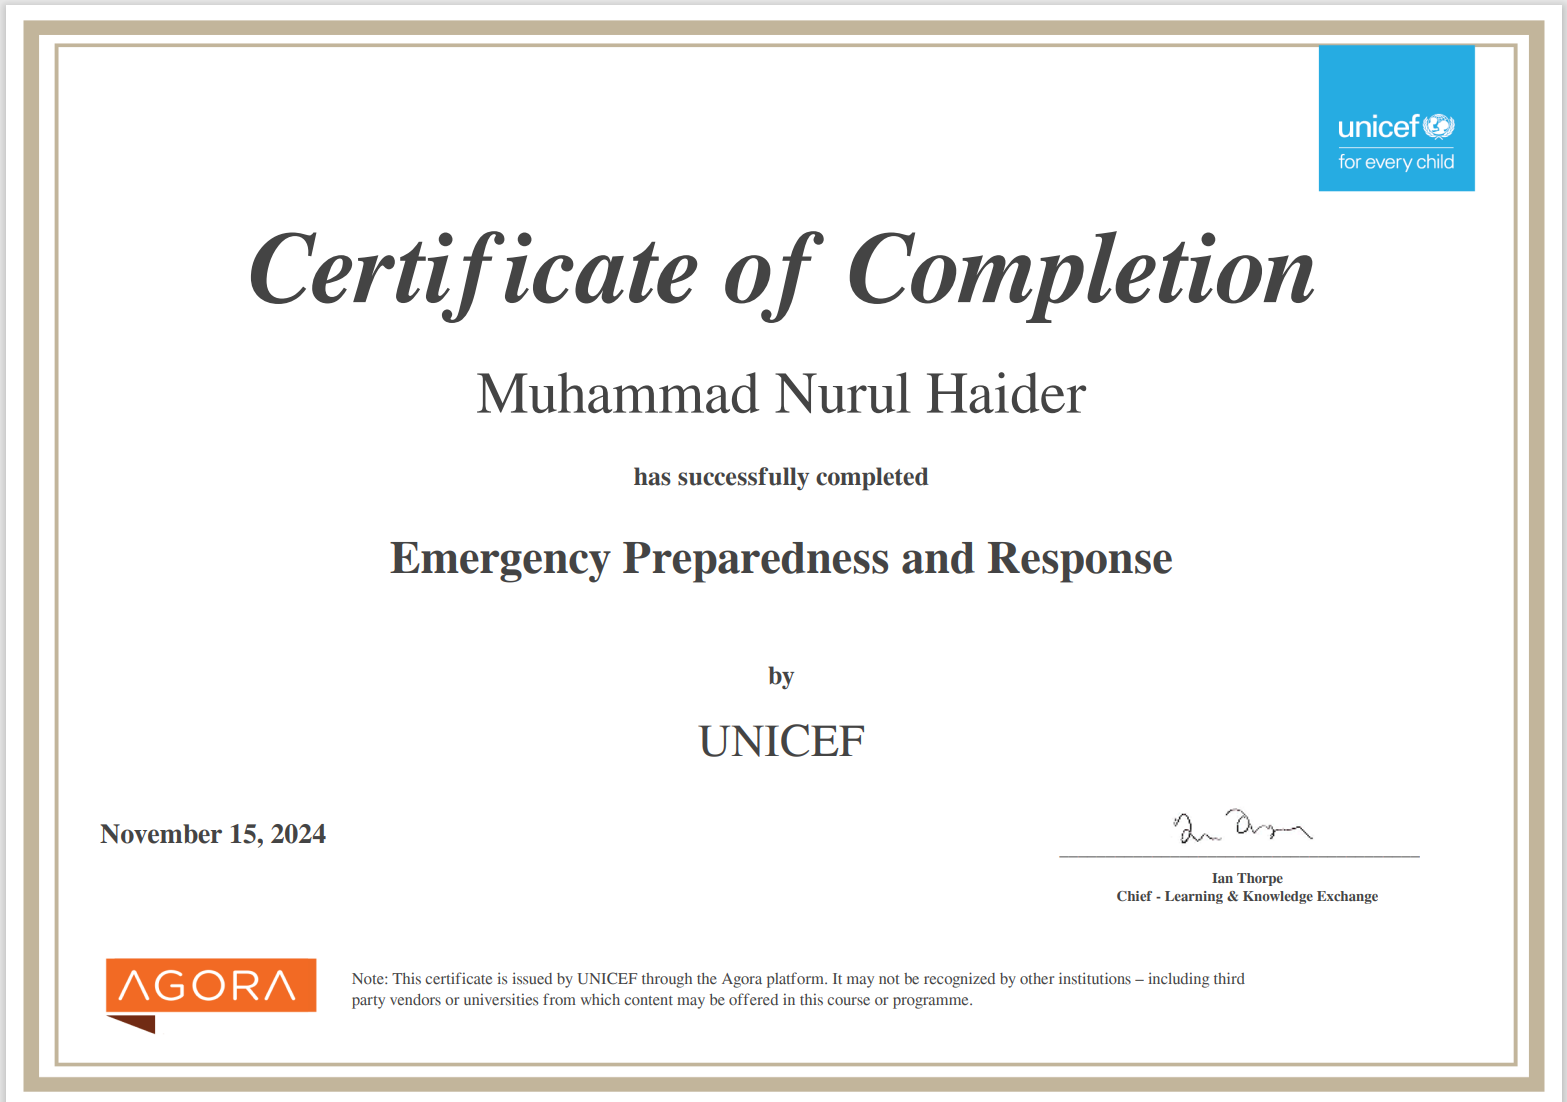 unicef
for every child
Certificate of Completion
Muhammad Nurul Haider
has successfully completed
Emergency Preparedness and Response
by
UNICEF
November 15, 2024
Ian Thorpe
Chief - Learning & Knowledge Exchange
AGORA
Note: This certificate is issued by UNICEF through the Agora platform. It may not be recognized by other institutions – including third
party vendors or universities from which content may be offered in this course or programme.